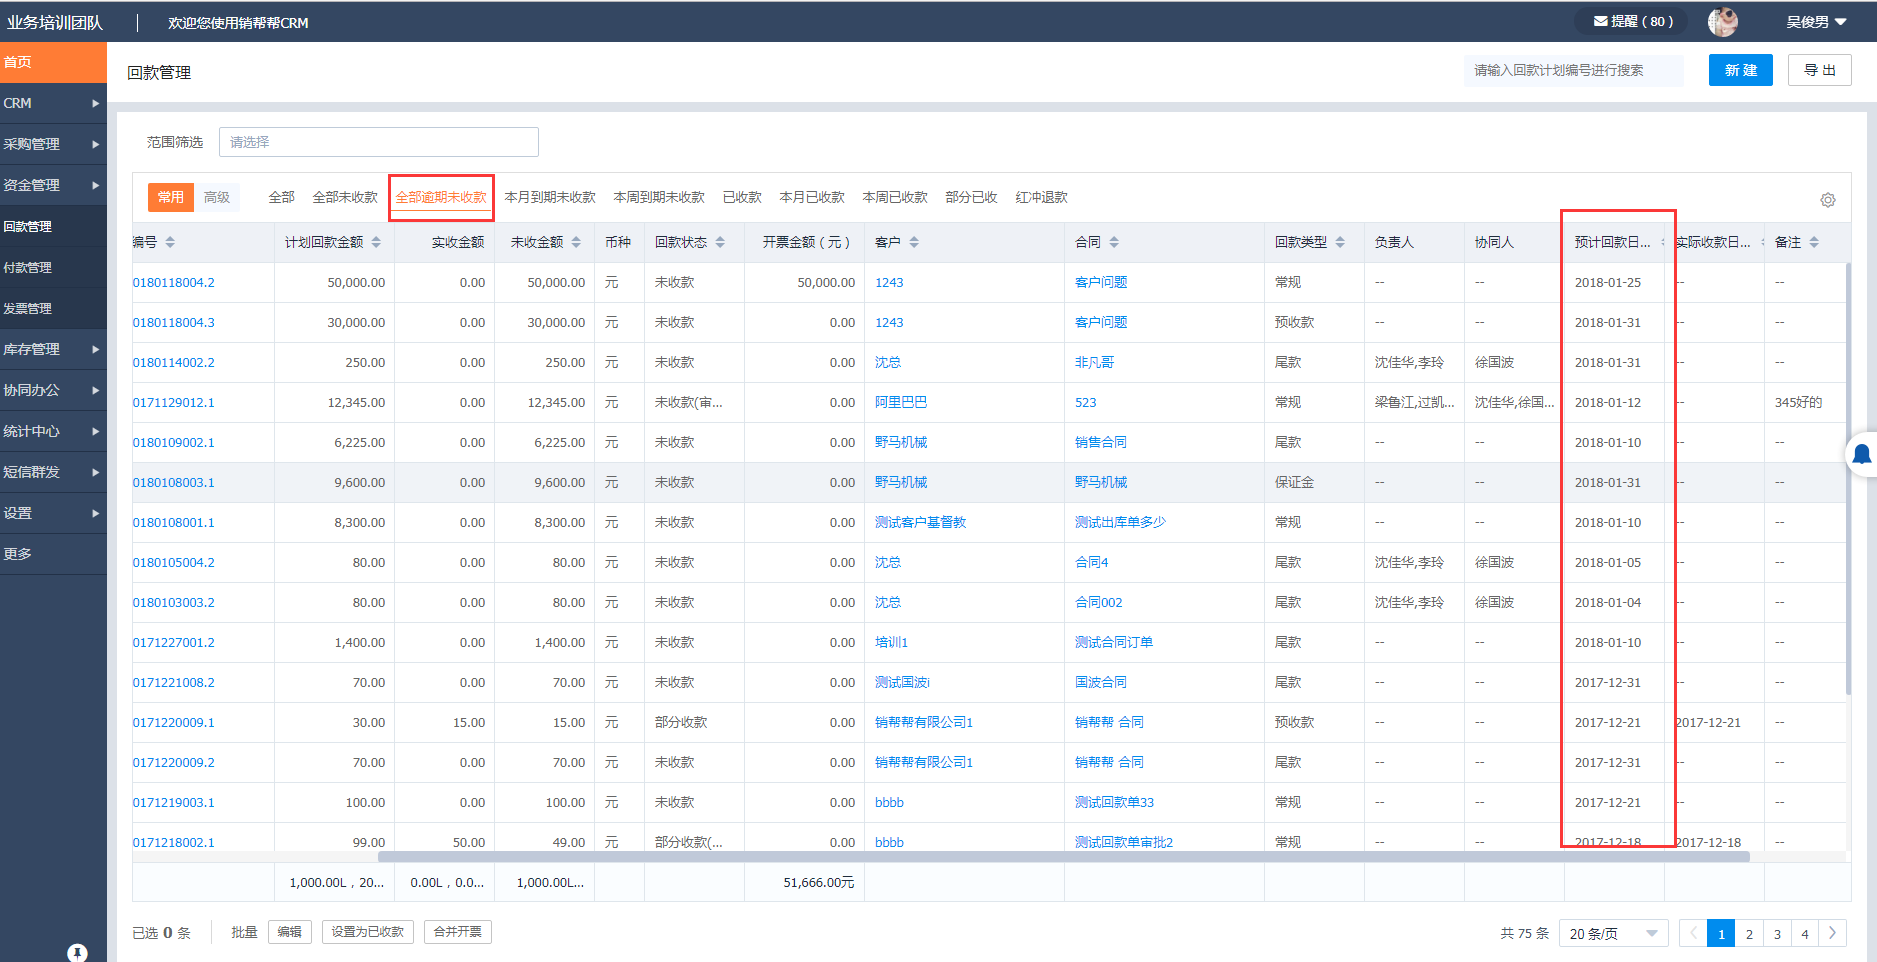 业务培训团队 欢迎您使用销帮帮CRM 提醒 ( 80 ) 吴俊男
首页
CRM
采购管理
资金管理
回款管理
付款管理
发票管理
库存管理
协同办公
统计中心
短信群发
设置
更多
回款管理 请输入回款计划编号进行搜索 新 建 导 出
范围筛选 请选择
常用 高级 全部 全部未收款 全部逾期未收款 本月到期未收款 本周到期未收款 已收款 本月已收款 本周已收款 部分已收 红冲退款
编号 计划回款金额 实收金额 未收金额 币种 回款状态 开票金额（元） 客户 合同 回款类型 负责人 协同人 预计回款日... 实际收款日... 备注
0180118004.2 50,000.00 0.00 50,000.00 元 未收款 50,000.00 1243 客户问题 常规 -- -- 2018-01-25 -- --
0180118004.3 30,000.00 0.00 30,000.00 元 未收款 0.00 1243 客户问题 预收款 -- -- 2018-01-31 -- --
0180114002.2 250.00 0.00 250.00 元 未收款 0.00 沈总 非凡哥 尾款 沈佳华,李玲 徐国波 2018-01-31 -- --
0171129012.1 12,345.00 0.00 12,345.00 元 未收款(审... 0.00 阿里巴巴 523 常规 梁鲁江,过凯... 沈佳华,徐国... 2018-01-12 -- 345好的
0180109002.1 6,225.00 0.00 6,225.00 元 未收款 0.00 野马机械 销售合同 尾款 -- -- 2018-01-10 -- --
0180108003.1 9,600.00 0.00 9,600.00 元 未收款 0.00 野马机械 野马机械 保证金 -- -- 2018-01-31 -- --
0180108001.1 8,300.00 0.00 8,300.00 元 未收款 0.00 测试客户基督教 测试出库单多少 常规 -- -- 2018-01-10 -- --
0180105004.2 80.00 0.00 80.00 元 未收款 0.00 沈总 合同4 尾款 沈佳华,李玲 徐国波 2018-01-05 -- --
0180103003.2 80.00 0.00 80.00 元 未收款 0.00 沈总 合同002 尾款 沈佳华,李玲 徐国波 2018-01-04 -- --
0171227001.2 1,400.00 0.00 1,400.00 元 未收款 0.00 培训1 测试合同订单 尾款 -- -- 2018-01-10 -- --
0171221008.2 70.00 0.00 70.00 元 未收款 0.00 测试国波i 国波合同 尾款 -- -- 2017-12-31 -- --
0171220009.1 30.00 15.00 15.00 元 部分收款 0.00 销帮帮有限公司1 销帮帮 合同 预收款 -- -- 2017-12-21 2017-12-21 --
0171220009.2 70.00 0.00 70.00 元 未收款 0.00 销帮帮有限公司1 销帮帮 合同 尾款 -- -- 2017-12-31 -- --
0171219003.1 100.00 0.00 100.00 元 未收款 0.00 bbbb 测试回款单33 常规 -- -- 2017-12-21 -- --
0171218002.1 99.00 50.00 49.00 元 部分收款(... 0.00 bbbb 测试回款单审批2 常规 -- -- 2017-12-18 2017-12-18 --
1,000.00L，20... 0.00L，0.0... 1,000.00L... 51,666.00元
已选 0 条 批量 编辑 设置为已收款 合并开票 共 75 条 20 条/页 1 2 3 4